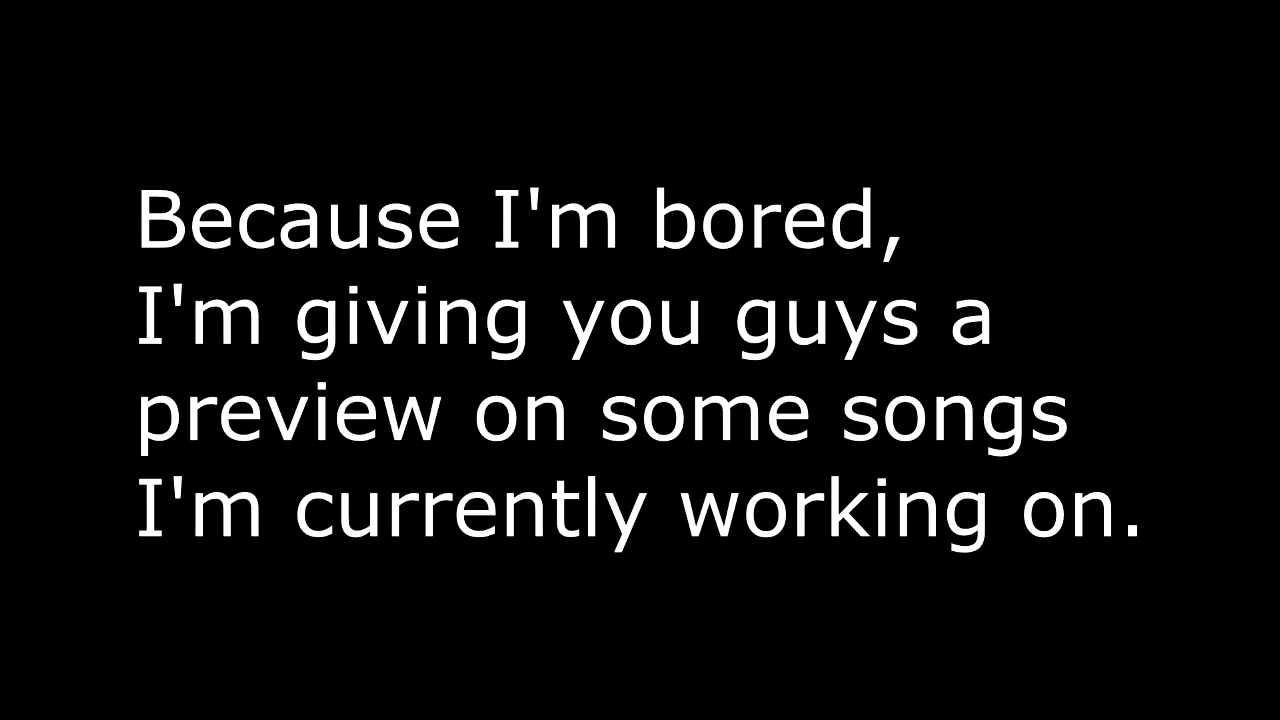 Because I'm bored,
I'm giving you guys a
preview on some songs
I'm currently working on.